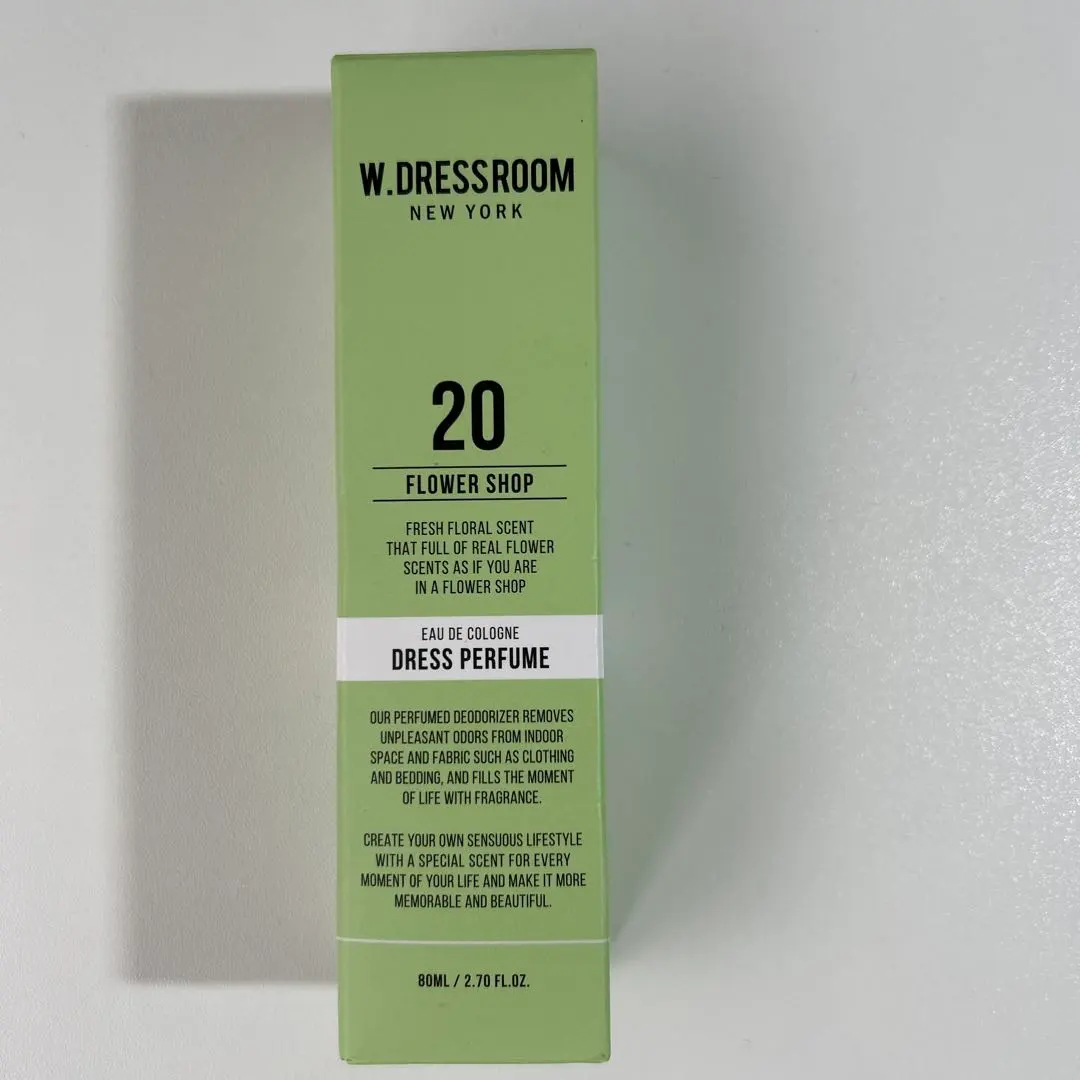 W.DRESSROOM
NEW YORK
20
FLOWER SHOP
FRESH FLORAL SCENT
THAT FULL OF REAL FLOWER
SCENTS AS IF YOU ARE
IN A FLOWER SHOP
EAU DE COLOGNE
DRESS PERFUME
OUR PERFUMED DEODORIZER REMOVES
UNPLEASANT ODORS FROM INDOOR
SPACE AND FABRIC SUCH AS CLOTHING
AND BEDDING, AND FILLS THE MOMENT
OF LIFE WITH FRAGRANCE.
CREATE YOUR OWN SENSUOUS LIFESTYLE
WITH A SPECIAL SCENT FOR EVERY
MOMENT OF YOUR LIFE AND MAKE IT MORE
MEMORABLE AND BEAUTIFUL.
80ML / 2.70 FL.OZ.